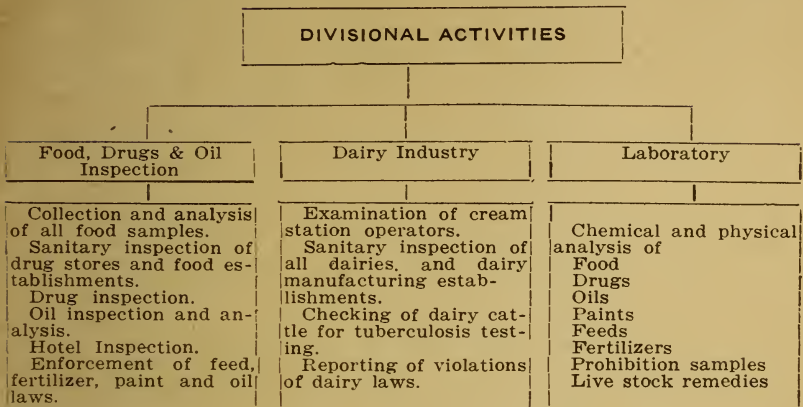 DIVISIONAL ACTIVITIES
Food, Drugs & Oil
Inspection
Collection and analysis
of all food samples.
Sanitary inspection of
drug stores and food es-
tablishments.
Drug inspection.
Oil inspection and an-
alysis.
Hotel Inspection.
Enforcement of feed,
fertilizer, paint and oil
laws.
Dairy Industry
Examination of cream
station operators.
Sanitary inspection of
all dairies. and dairy
manufacturing estab-
lishments.
Checking of dairy cat-
tle for tuberculosis test-
ing.
Reporting of violations
of dairy laws.
Laboratory
Chemical and physical
analysis of
Food
Drugs
Oils
Paints
Feeds
Fertilizers
Prohibition samples
Live stock remedies